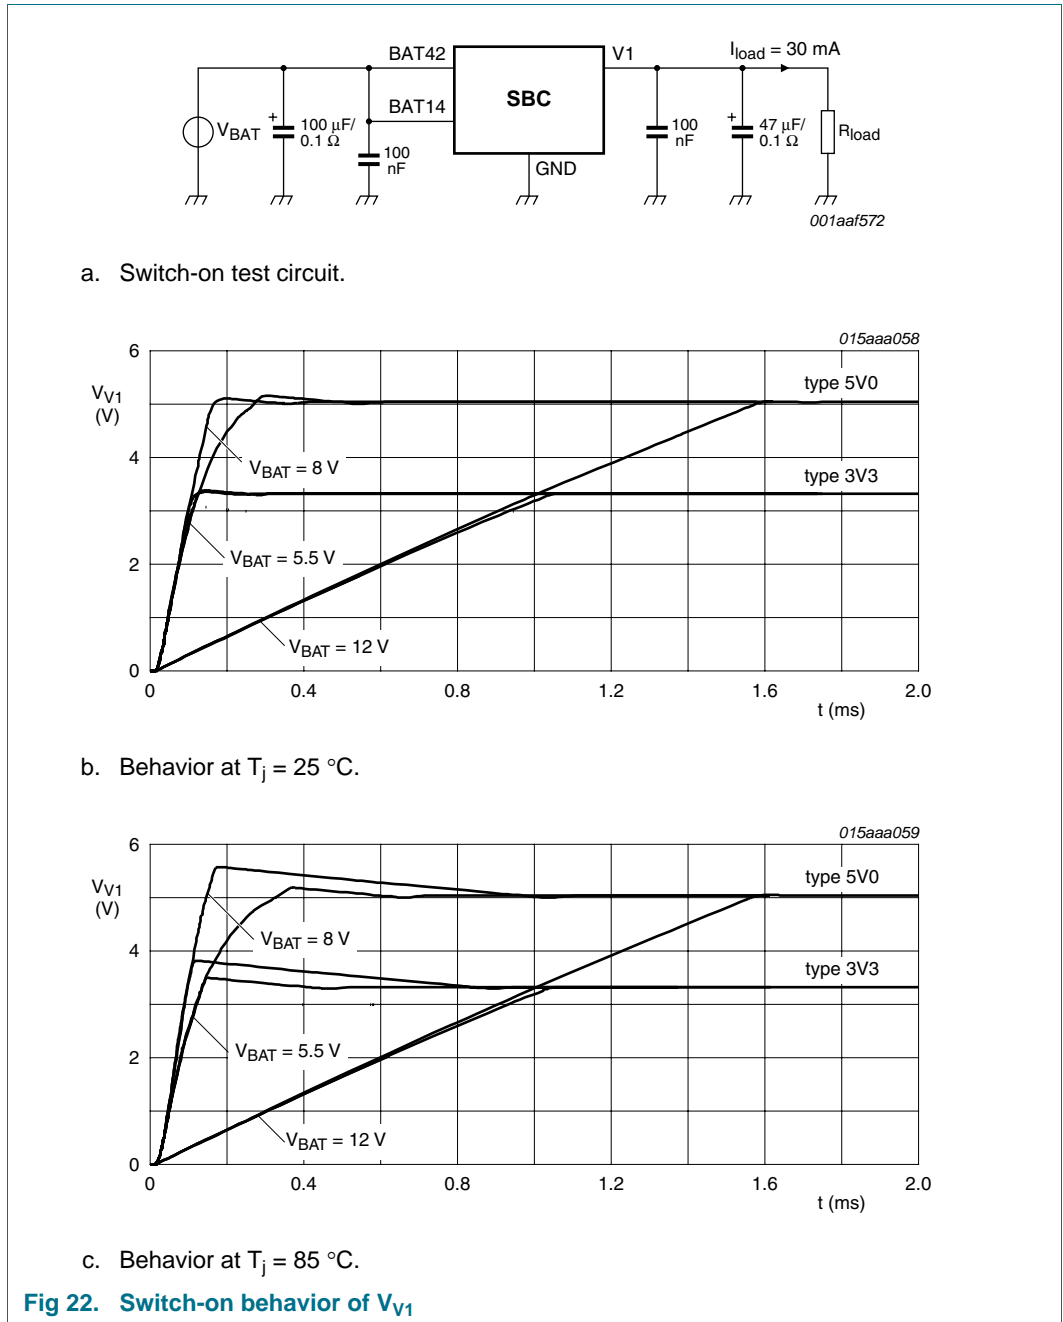 BAT42
V1
Iload = 30 mA
BAT14
SBC
VBAT
+
100 μF/
0.1 Ω
100
nF
GND
100
nF
+
47 μF/
0.1 Ω
Rload
001aaf572
a. Switch-on test circuit.
015aaa058
6
VV1
(V)
type 5V0
4
VBAT = 8 V
type 3V3
VBAT = 5.5 V
2
VBAT = 12 V
0
0 0.4 0.8 1.2 1.6 2.0
t (ms)
b. Behavior at Tj = 25 °C.
015aaa059
6
VV1
(V)
type 5V0
VBAT = 8 V
4
type 3V3
VBAT = 5.5 V
2
VBAT = 12 V
0
0 0.4 0.8 1.2 1.6 2.0
t (ms)
c. Behavior at Tj = 85 °C.
Fig 22. Switch-on behavior of VV1